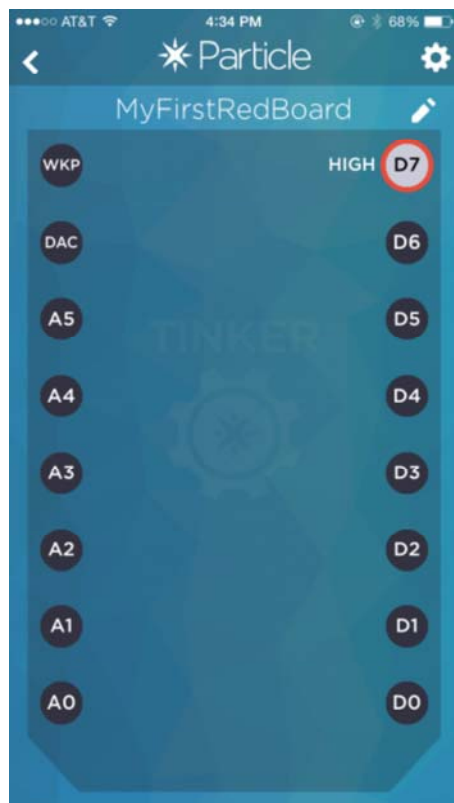 AT&T 4:34 PM 68%
Particle
MyFirstRedBoard
WKP HIGH D7
DAC D6
A5 D5
TINKER
A4 D4
A3 D3
A2 D2
A1 D1
A0 D0